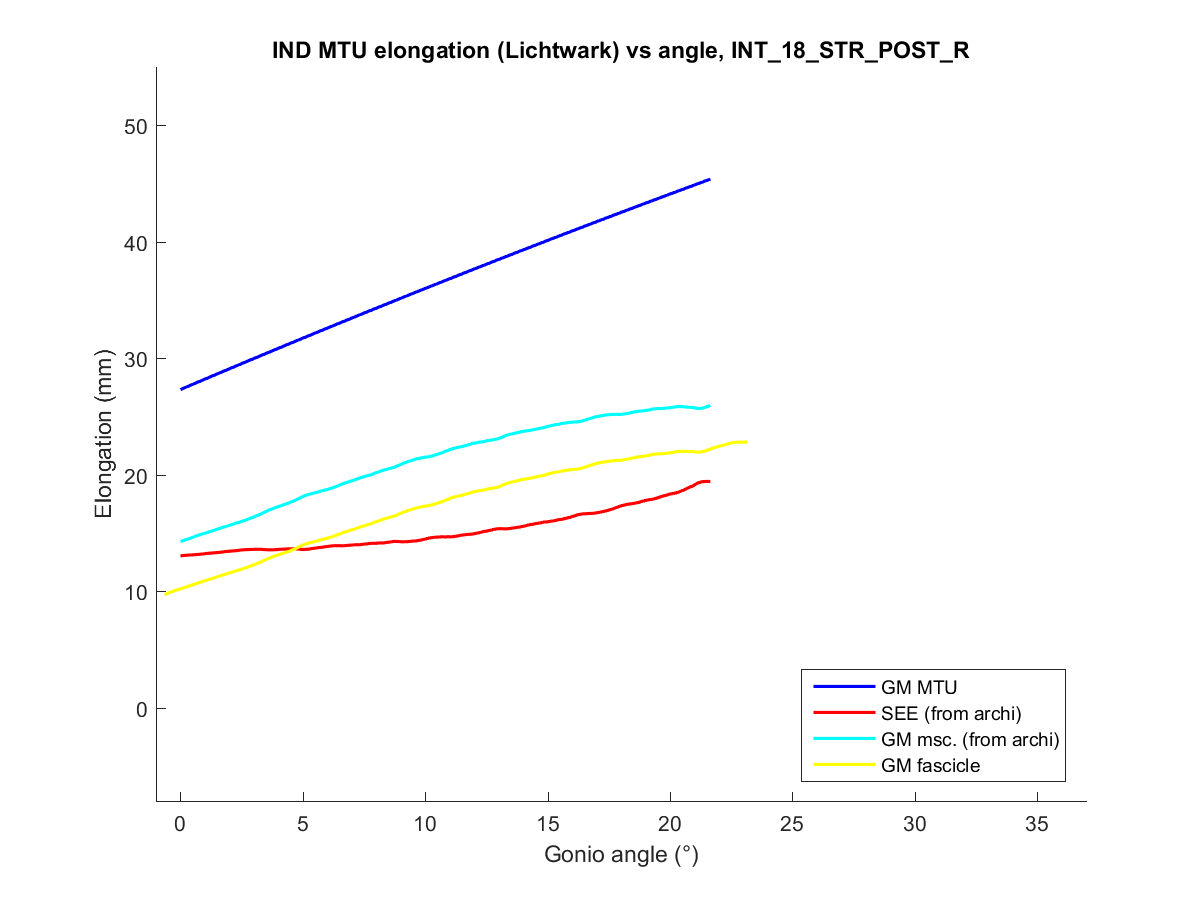 IND MTU elongation (Lichtwark) vs angle, INT_18_STR_POST_R
50
40
30
20
10
0
Elongation (mm)
0 5 10 15 20 25 30 35
Gonio angle (°)
GM MTU
SEE (from archi)
GM msc. (from archi)
GM fascicle